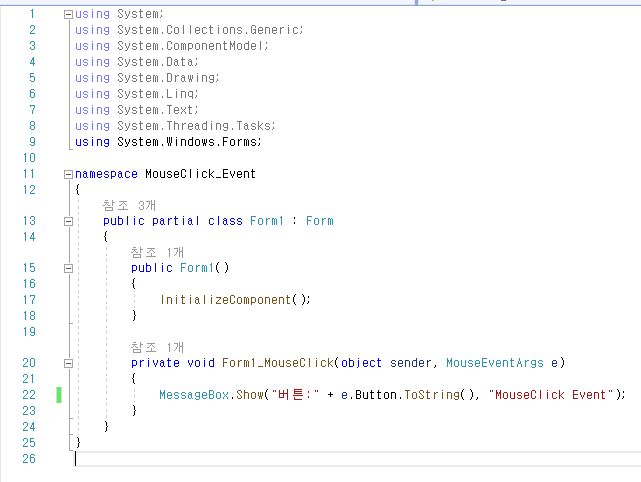 1 using System;
2 using System.Collections.Generic;
3 using System.ComponentModel;
4 using System.Data;
5 using System.Drawing;
6 using System.Linq;
7 using System.Text;
8 using System.Threading.Tasks;
9 using System.Windows.Forms;
10
11 namespace MouseClick_Event
12 {
참조 3개
13 public partial class Form1 : Form
14 {
참조 1개
15 public Form1()
16 {
17 InitializeComponent();
18 }
19
참조 1개
20 private void Form1_MouseClick(object sender, MouseEventArgs e)
21 {
22 MessageBox.Show("버튼:" + e.Button.ToString(), "MouseClick Event");
23 }
24 }
25 }
26